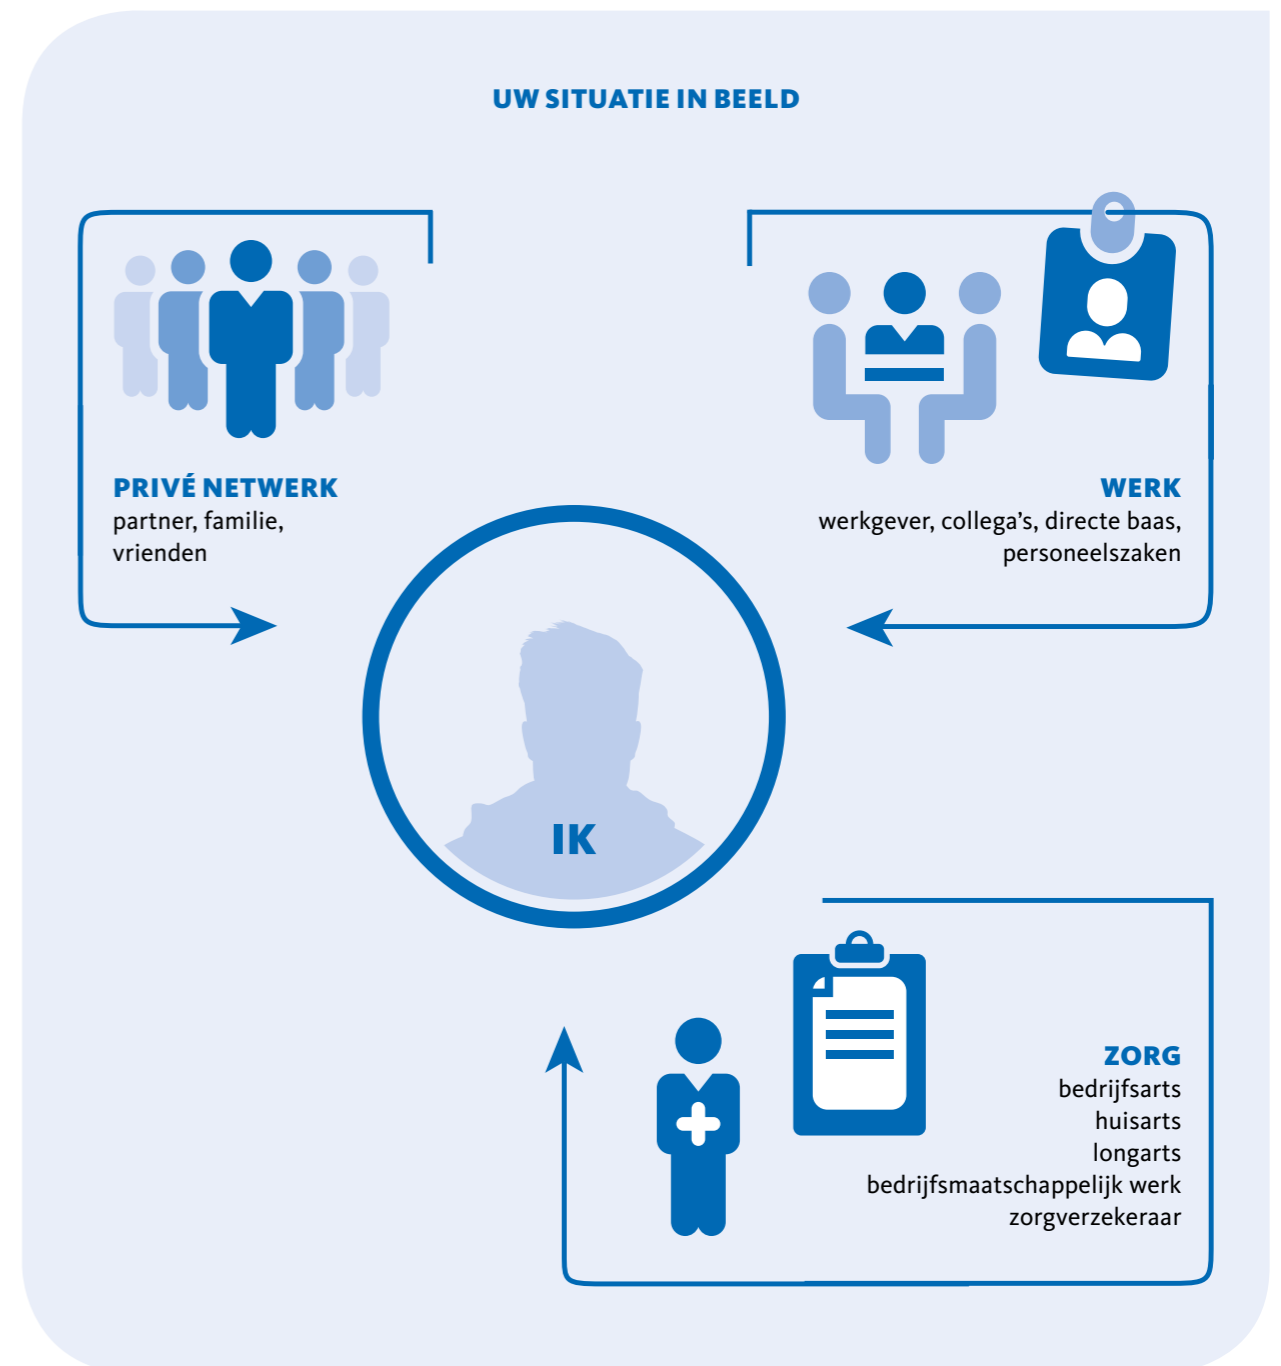 UW SITUATIE IN BEELD
PRIVÉ NETWERK
partner, familie,
vrienden
WERK
werkgever, collega’s, directe baas,
personeelszaken
IK
ZORG
bedrijfsarts
huisarts
longarts
bedrijfsmaatschappelijk werk
zorgverzekeraar